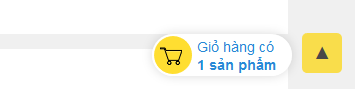 Giỏ hàng có
1 sản phẩm